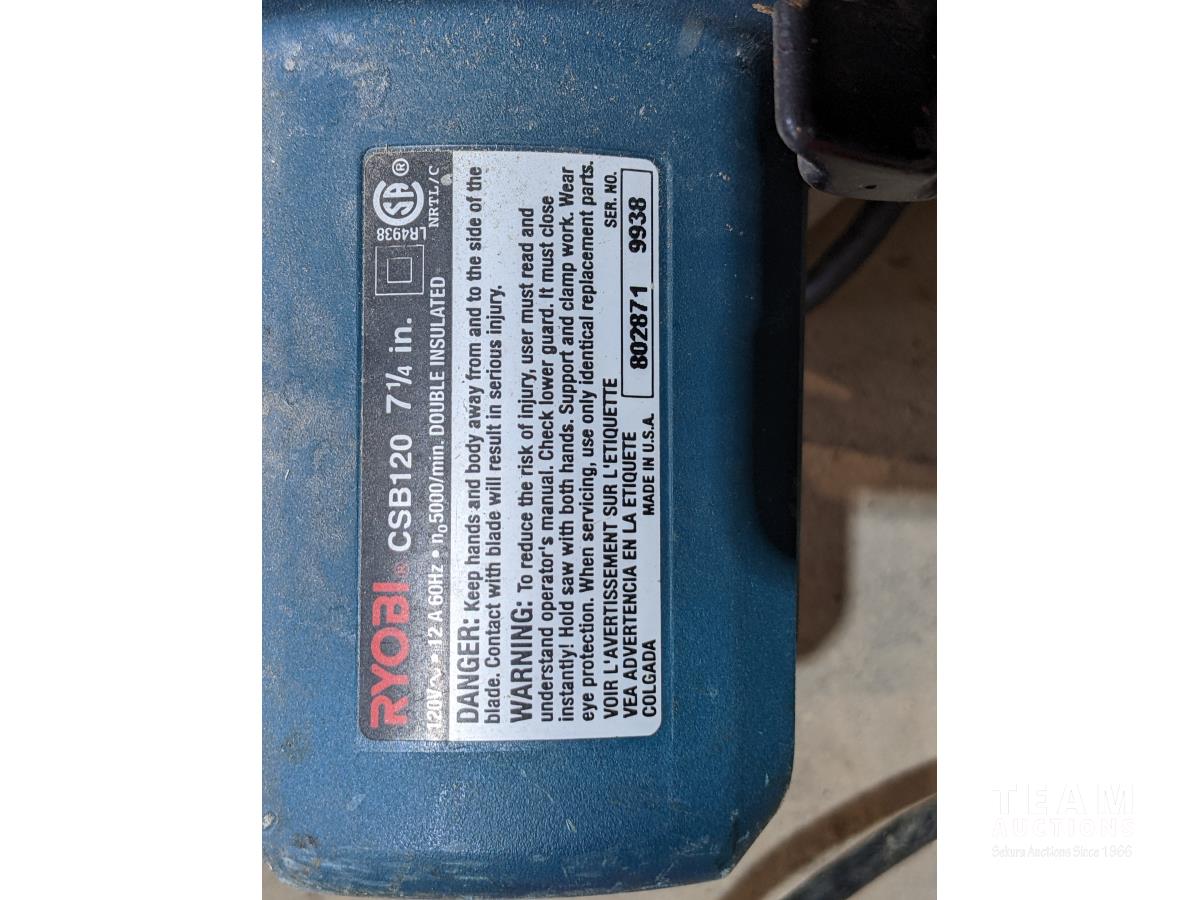 RYOBI® CSB120 7 1/4 in.
120V~ • 12 A 60Hz • n₀5000/min. DOUBLE INSULATED
LR4938
SA ®
NRTL/C
DANGER: Keep hands and body away from and to the side of the
blade. Contact with blade will result in serious injury.
WARNING: To reduce the risk of injury, user must read and
understand operator's manual. Check lower guard. It must close
instantly! Hold saw with both hands. Support and clamp work. Wear
eye protection. When servicing, use only identical replacement parts.
VOIR L'AVERTISSEMENT SUR L'ETIQUETTE
SER. NO.
VEA ADVERTENCIA EN LA ETIQUETE
802871 9938
COLGADA
MADE IN U.S.A.
TEAM
AUCTIONS
Sekura Auctions Since 1966